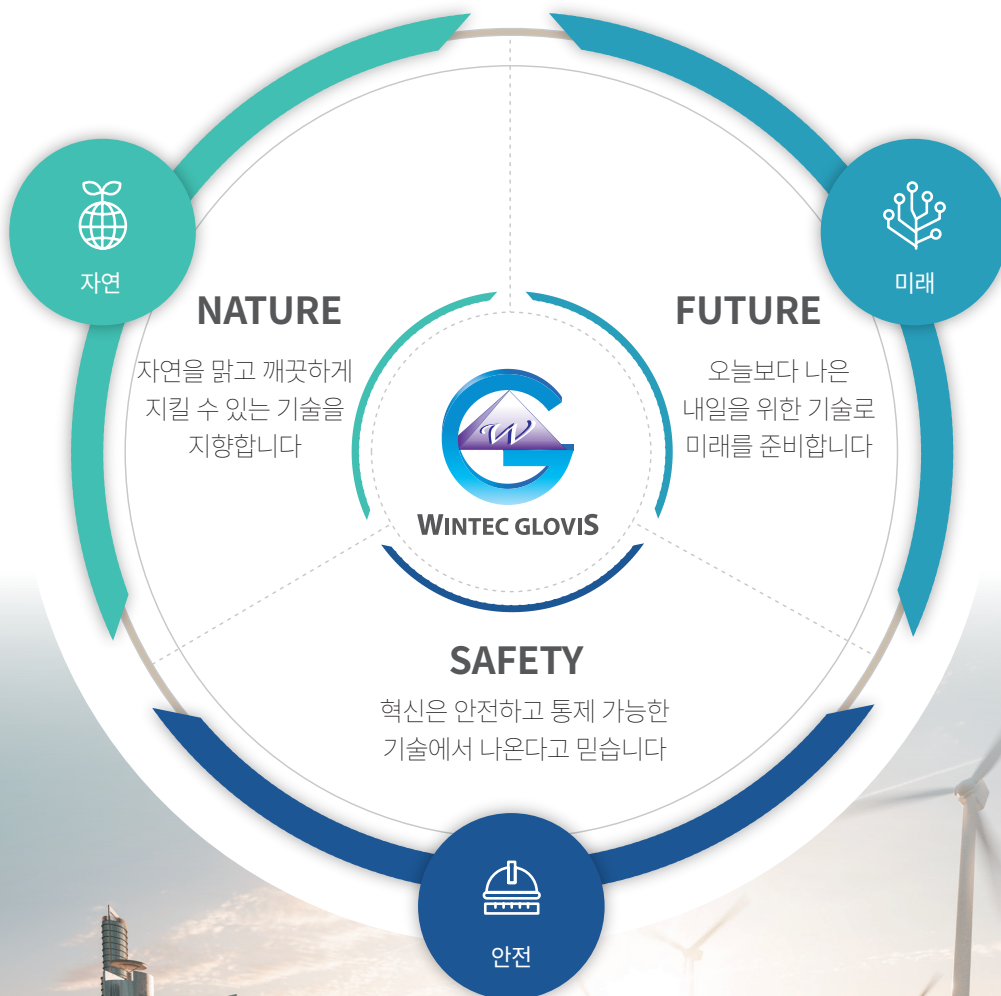 자연
미래
NATURE
자연을 맑고 깨끗하게
지킬 수 있는 기술을
지향합니다
FUTURE
오늘보다 나은
내일을 위한 기술로
미래를 준비합니다
W
WINTEC GLOVIS
SAFETY
혁신은 안전하고 통제 가능한
기술에서 나온다고 믿습니다
안전